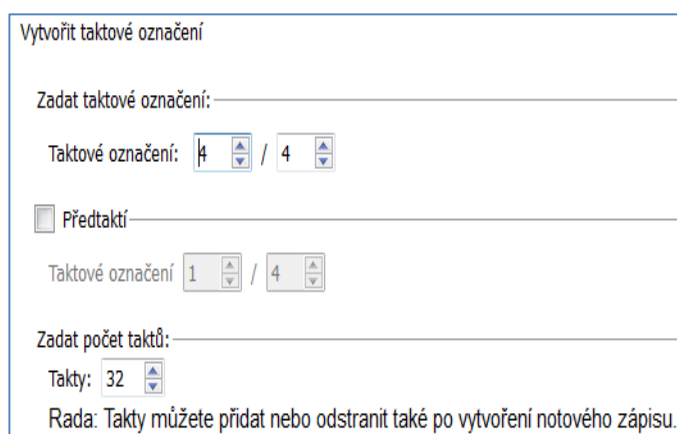 Vytvořit taktové označení
Zadat taktové označení:
Taktové označení: 4 / 4
Předtaktí
Taktové označení 1 / 4
Zadat počet taktů:
Takty: 32
Rada: Takty můžete přidat nebo odstranit také po vytvoření notového zápisu.